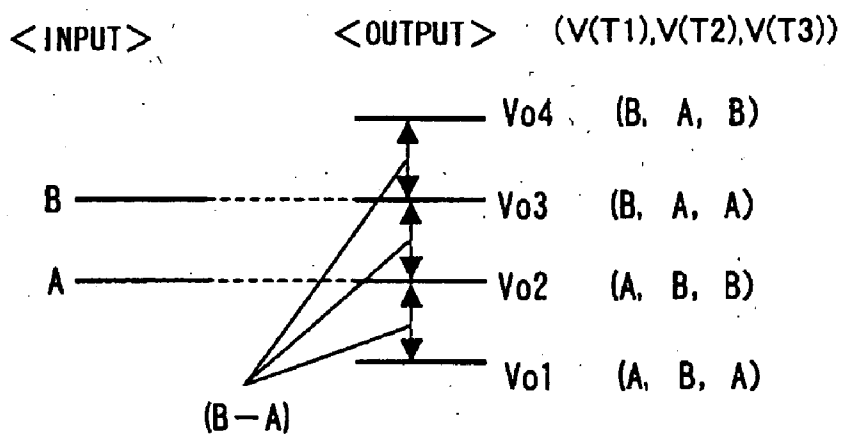 <INPUT> <OUTPUT> (V(T1),V(T2),V(T3))
Vo4 (B, A, B)
B Vo3 (B, A, A)
A Vo2 (A, B, B)
Vo1 (A, B, A)
(B-A)